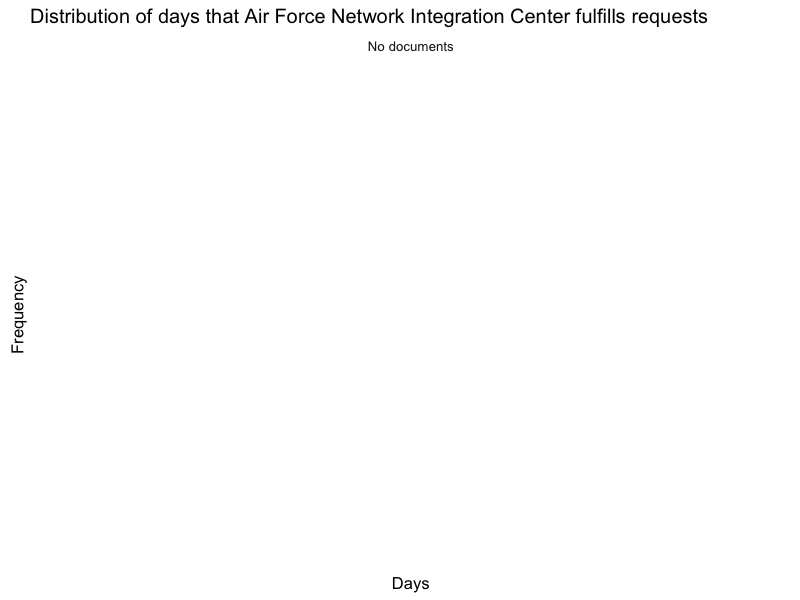 Distribution of days that Air Force Network Integration Center fulfills requests
No documents
Frequency
Days